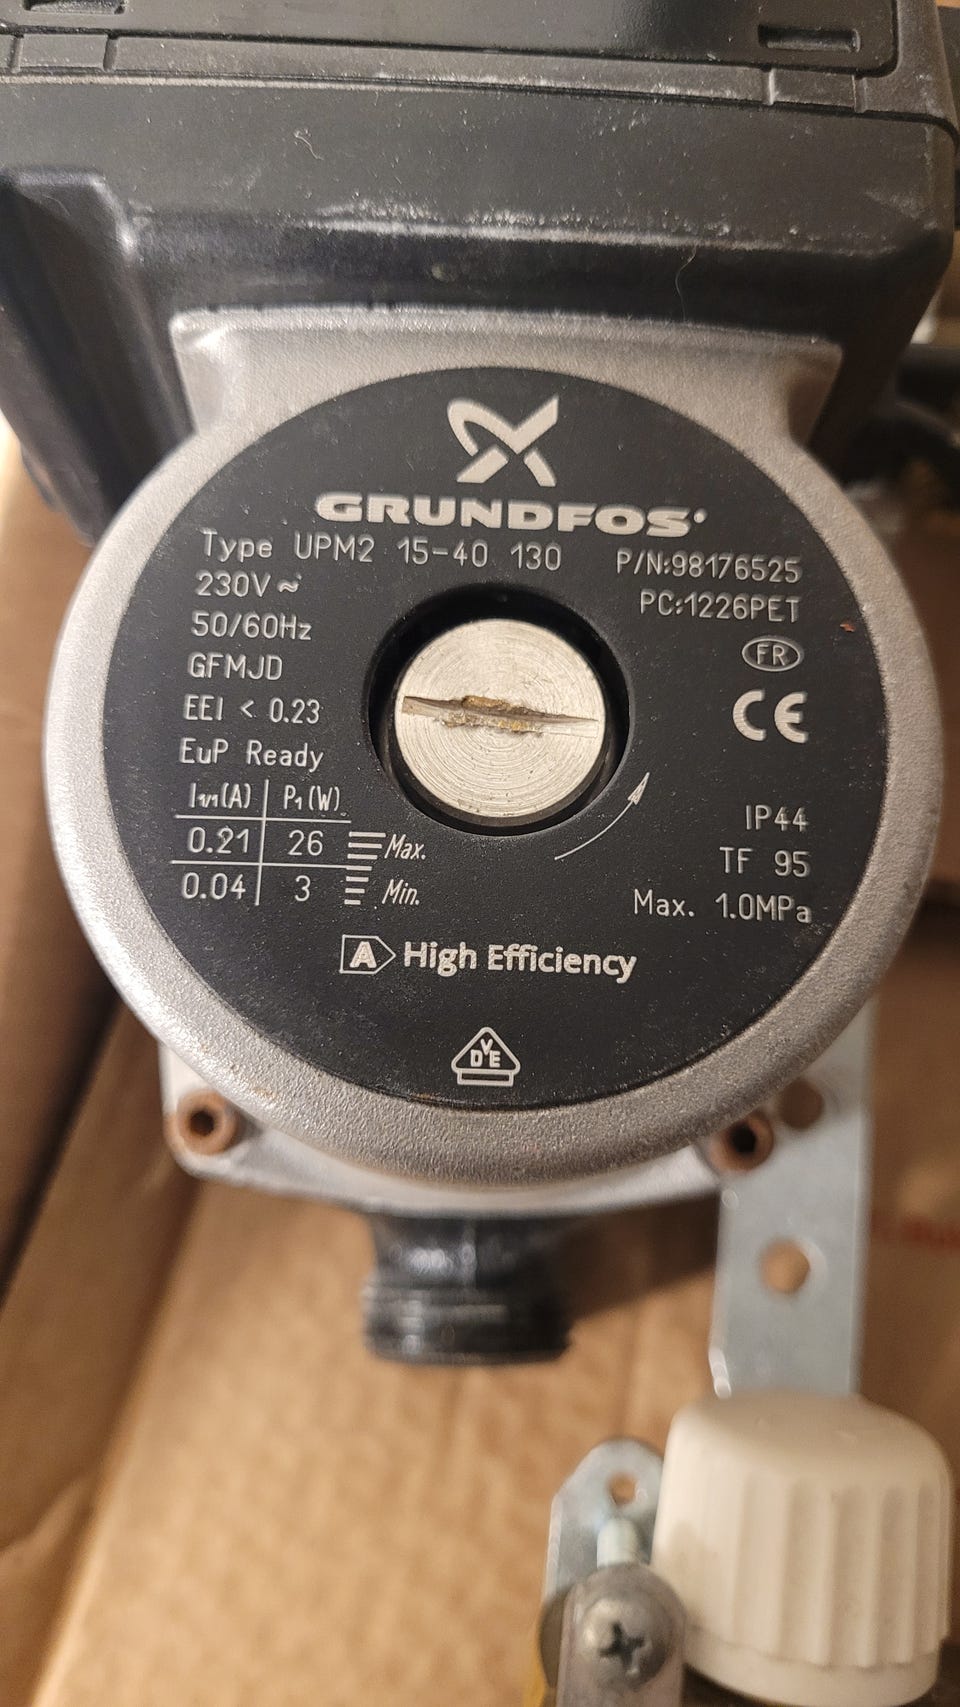 GRUNDFOS
Type UPM2 15-40 130 P/N:98176525
230V ~ PC:1226PET
50/60Hz FR
GFMJD
EEI < 0.23 CE
EuP Ready
I1/1(A) P1(W)
0.21 26 Max. IP44
0.04 3 Min. TF 95
Max. 1.0MPa
A High Efficiency
VDE